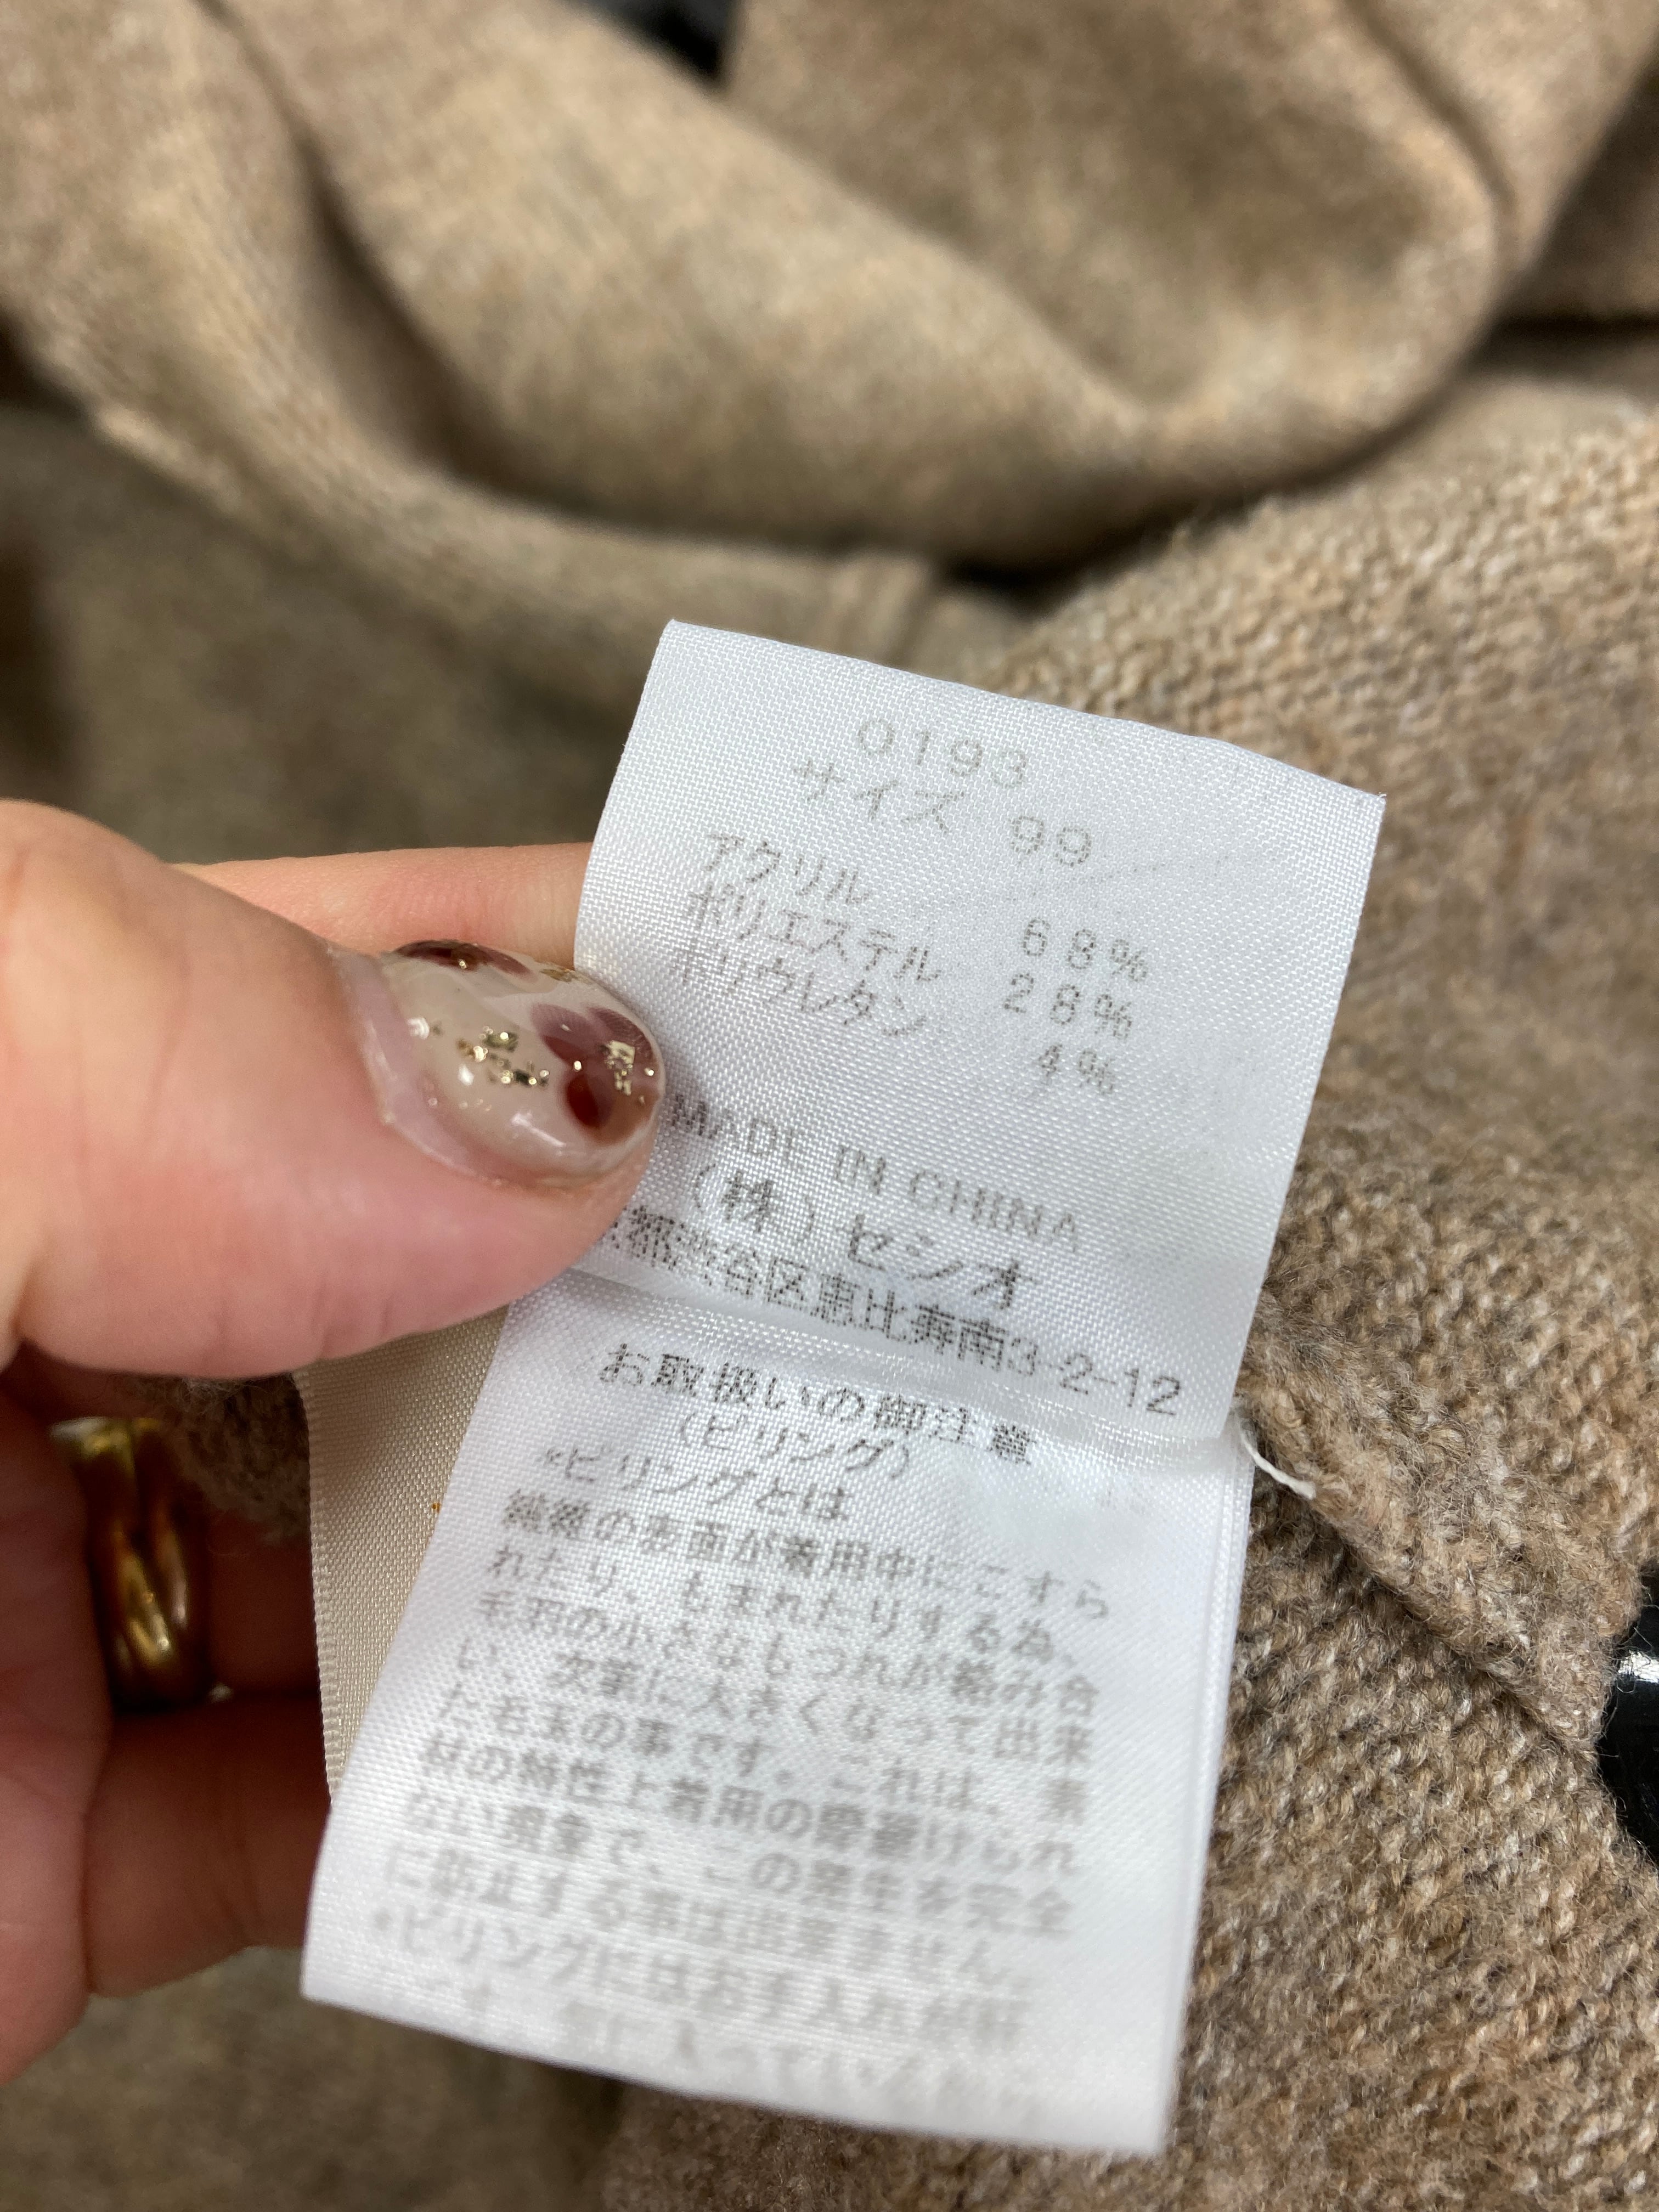 0193
サイズ 99
アクリル 68%
ポリエステル 28%
ポリウレタン 4%
MADE IN CHINA
(株)セシオ
都渋谷区恵比寿南3-2-12
お取扱いの御注意
(ピリング)
*ピリングとは
繊維の表面が着用中にこすら
れたり、もまれたりする為、
毛羽の小さなしつんが絡み合
い、次第に大きくなって出来
た毛玉の事です。これは、素
材の特性上着用の際避けられ
ない現象で、この発生を完全
に防止する事は出来ません。
*ピリングにはお手入れが